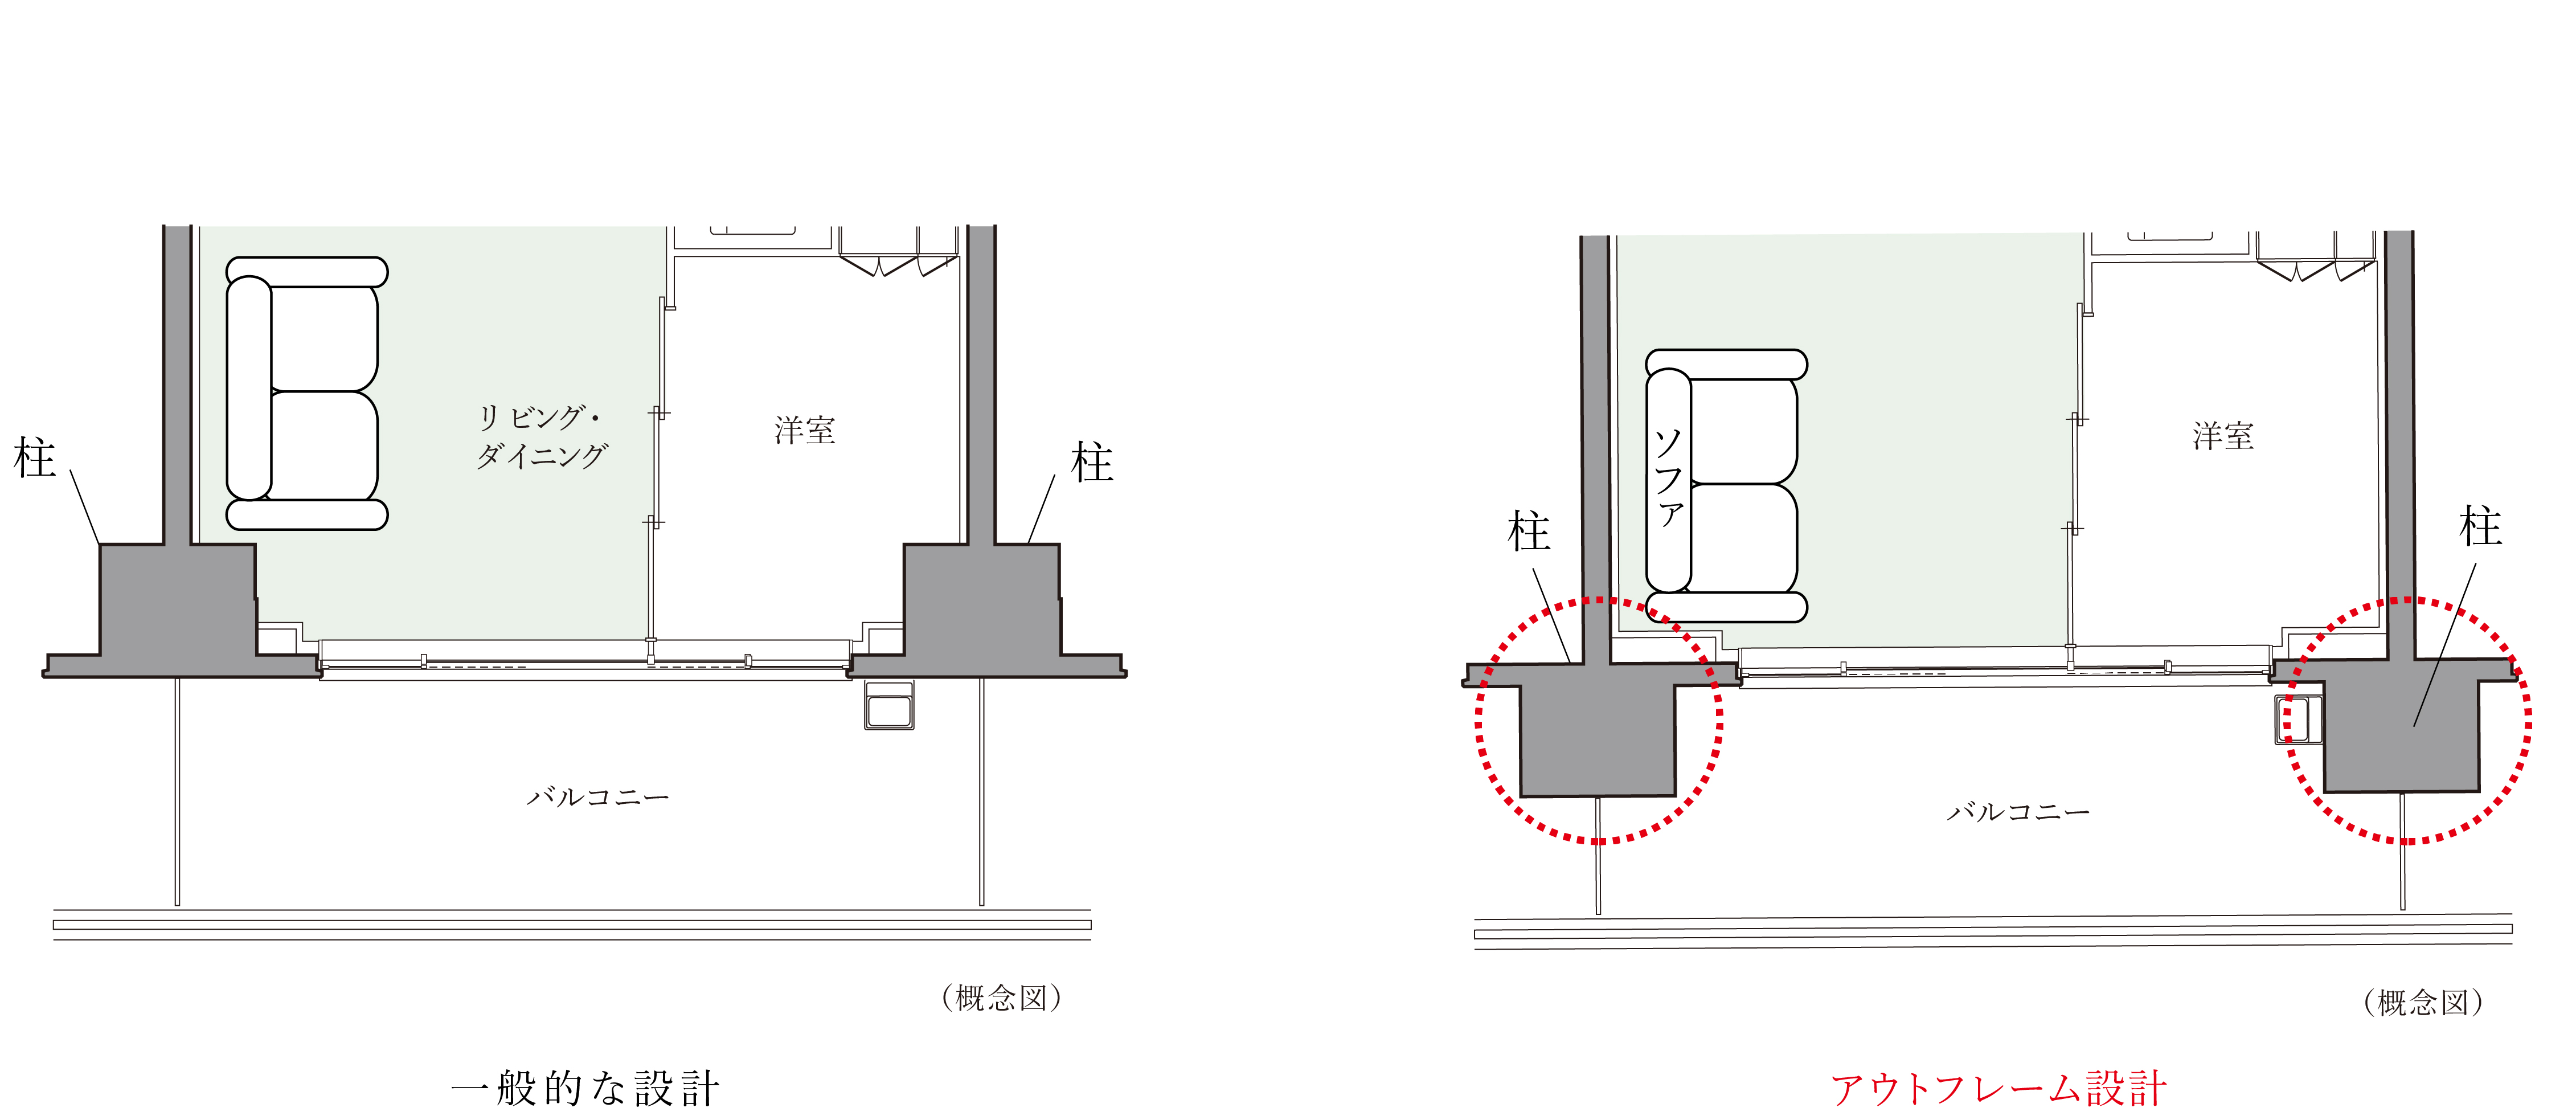 リビング・
ダイニング
洋室
柱
柱
バルコニー
（概念図）
一般的な設計
ソファ
洋室
柱
柱
バルコニー
（概念図）
アウトフレーム設計